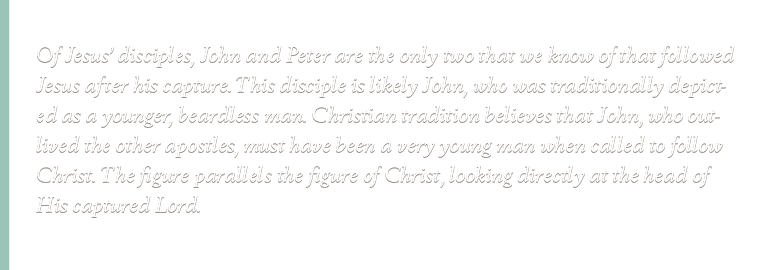 Of Jesus' disciples, John and Peter are the only two that we know of that followed
Jesus after his capture. This disciple is likely John, who was traditionally depict-
ed as a younger, beardless man. Christian tradition believes that John, who out-
lived the other apostles, must have been a very young man when called to follow
Christ. The figure parallels the figure of Christ, looking directly at the head of
His captured Lord.